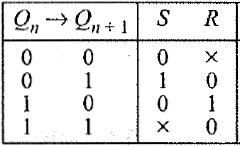 Qn → Qn + 1 S R
0 0 0 ×
0 1 1 0
1 0 0 1
1 1 × 0